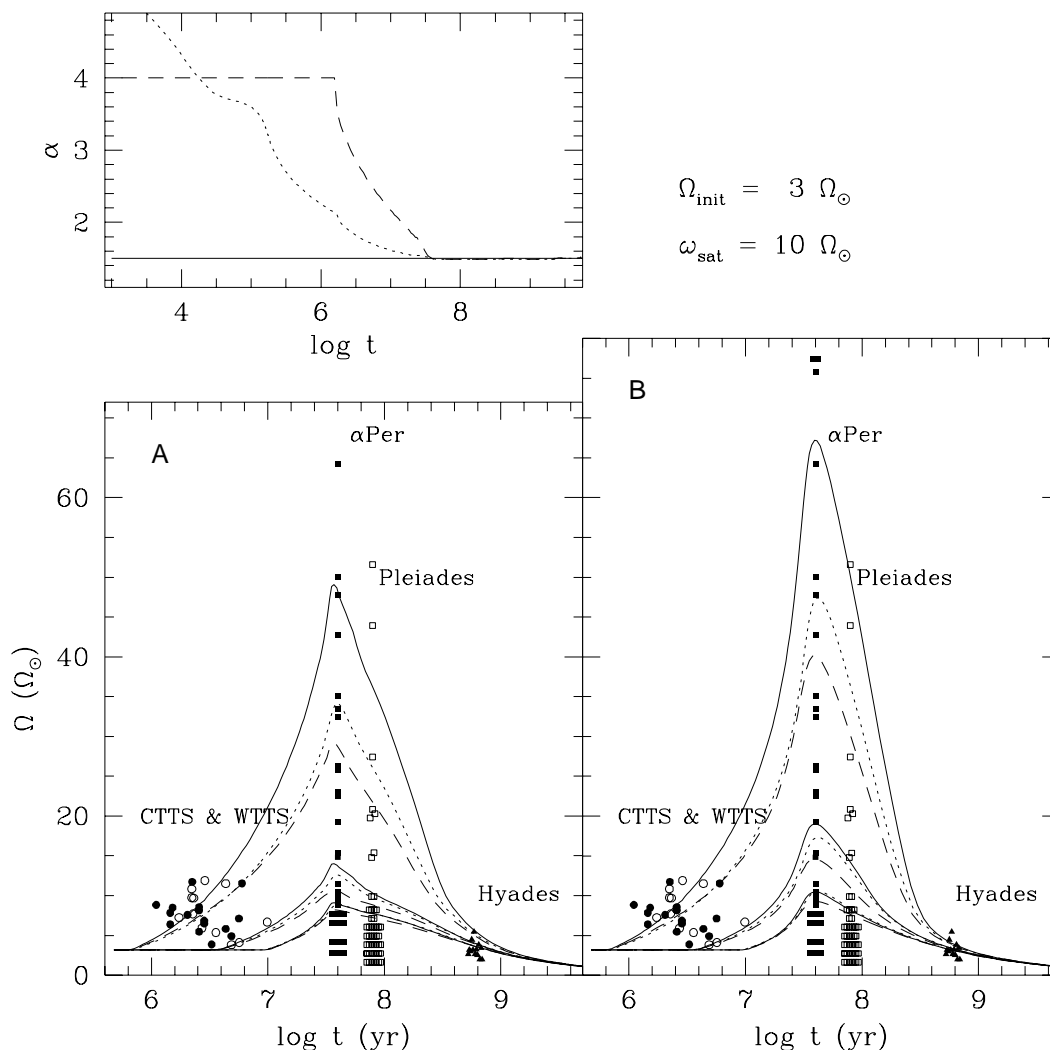 4
3
2
α
4 6 8
log t
Ω_init = 3 Ω_⊙
ω_sat = 10 Ω_⊙
A
αPer
Pleiades
CTTS & WTTS
Hyades
60
40
20
0
Ω (Ω_⊙)
6 7 8 9
log t (yr)
B
αPer
Pleiades
CTTS & WTTS
Hyades
6 7 8 9
log t (yr)